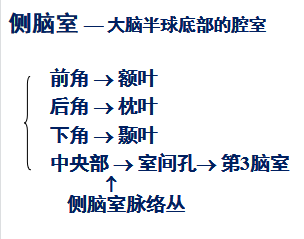 侧脑室 — 大脑半球底部的腔室
前角 → 额叶
后角 → 枕叶
下角 → 颞叶
中央部 → 室间孔 → 第3脑室
↑
侧脑室脉络丛